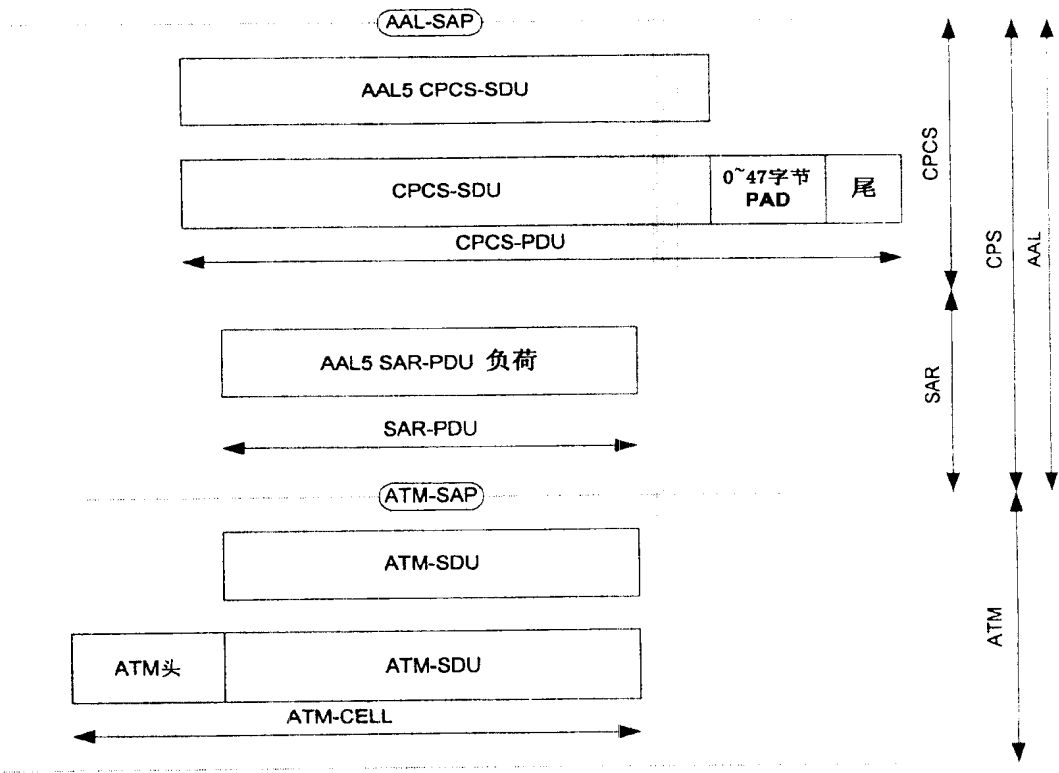 AAL-SAP
AAL5 CPCS-SDU
CPCS-SDU
0~47字节
PAD
尾
CPCS-PDU
AAL5 SAR-PDU 负荷
SAR-PDU
ATM-SAP
ATM-SDU
ATM头
ATM-SDU
ATM-CELL
CPCS
SAR
CPS
AAL
ATM